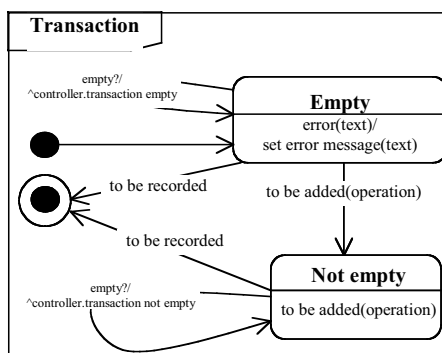 Transaction
empty?/
^controller.transaction empty
Empty
error(text)/
set error message(text)
to be recorded
to be added(operation)
to be recorded
empty?/
^controller.transaction not empty
Not empty
to be added(operation)